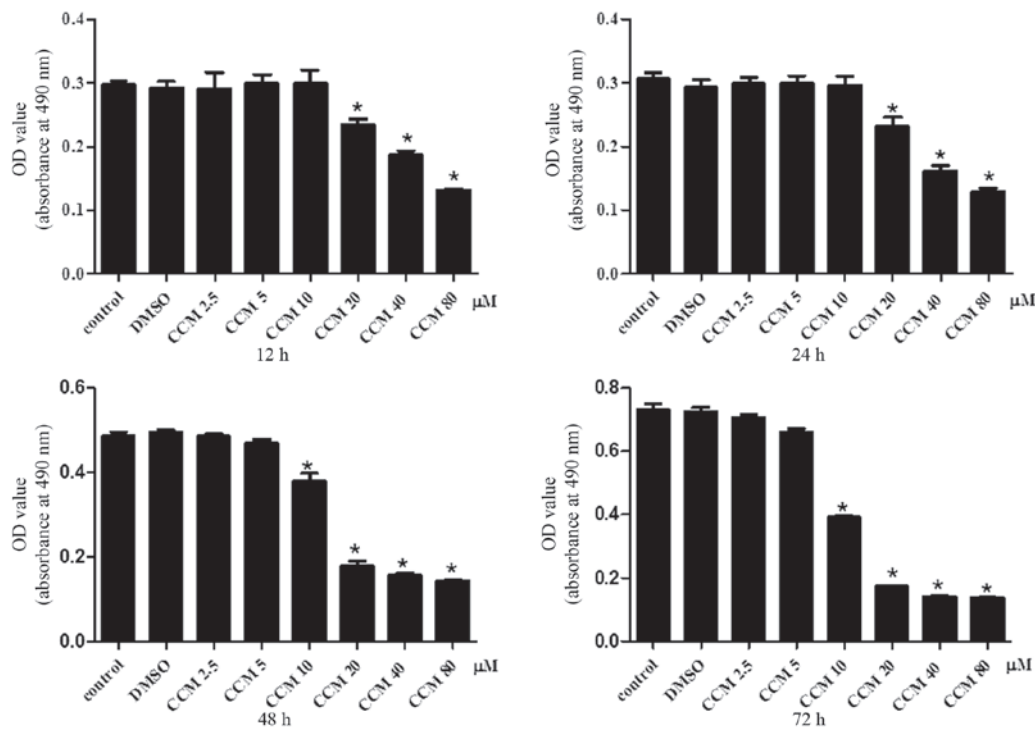 OD value
(absorbance at 490 nm)
0.4
0.3
0.2
0.1
0.0
* * *
control DMSO CCM 2.5 CCM 5 CCM 10 CCM 20 CCM 40 CCM 80 μM
12 h
OD value
(absorbance at 490 nm)
0.4
0.3
0.2
0.1
0.0
* * *
control DMSO CCM 2.5 CCM 5 CCM 10 CCM 20 CCM 40 CCM 80 μM
24 h
OD value
(absorbance at 490 nm)
0.6
0.4
0.2
0.0
* * * *
control DMSO CCM 2.5 CCM 5 CCM 10 CCM 20 CCM 40 CCM 80 μM
48 h
OD value
(absorbance at 490 nm)
0.8
0.6
0.4
0.2
0.0
* * * *
control DMSO CCM 2.5 CCM 5 CCM 10 CCM 20 CCM 40 CCM 80 μM
72 h